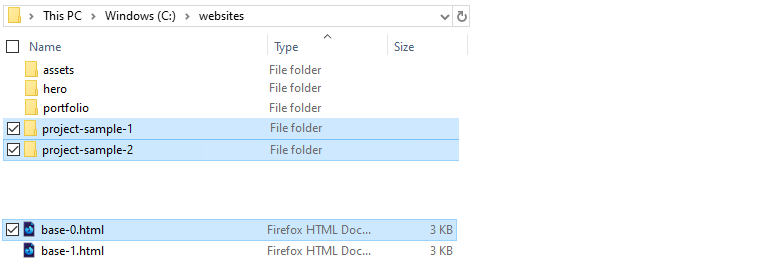 This PC > Windows (C:) > websites
Name Type Size
assets File folder
hero File folder
portfolio File folder
project-sample-1 File folder
project-sample-2 File folder
base-0.html Firefox HTML Doc... 3 KB
base-1.html Firefox HTML Doc... 3 KB